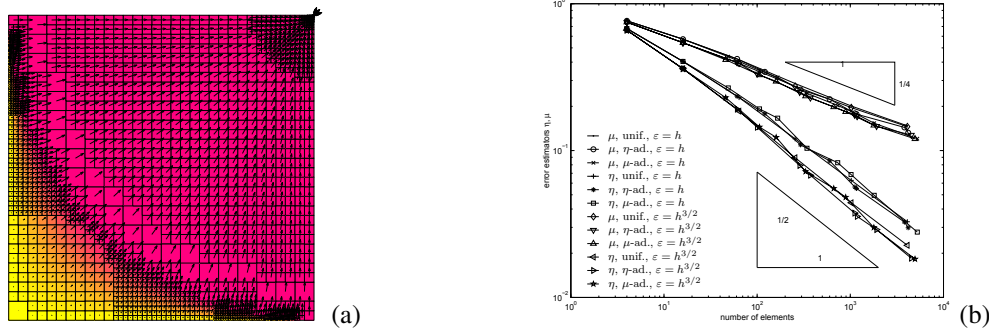 (a)
10^0
10^{-1}
10^{-2}
error estimators η, μ
1
1/4
μ, unif., ε = h
μ, η-ad., ε = h
μ, μ-ad., ε = h
η, unif., ε = h
η, η-ad., ε = h
η, μ-ad., ε = h
μ, unif., ε = h^{3/2}
μ, η-ad., ε = h^{3/2}
μ, μ-ad., ε = h^{3/2}
η, unif., ε = h^{3/2}
η, η-ad., ε = h^{3/2}
η, μ-ad., ε = h^{3/2}
1/2
1
10^0 10^1 10^2 10^3 10^4
number of elements
(b)